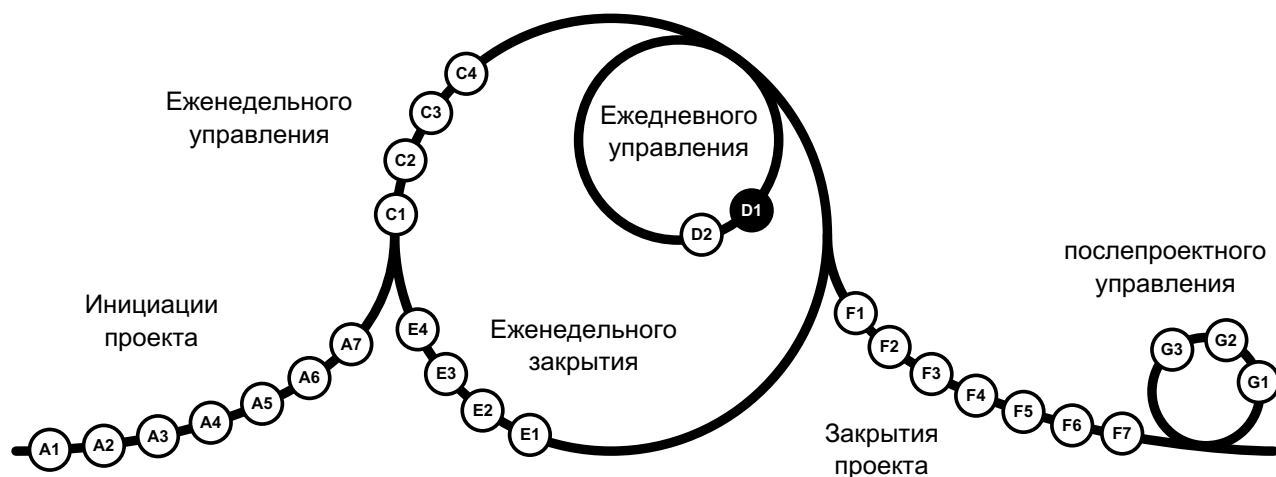 Еженедельного
управления
C4
C3
C2
C1
Ежедневного
управления
D1
D2
Инициации
проекта
A1
A2
A3
A4
A5
A6
A7
Еженедельного
закрытия
E4
E3
E2
E1
Закрытия
проекта
F1
F2
F3
F4
F5
F6
F7
послепроектного
управления
G3
G2
G1